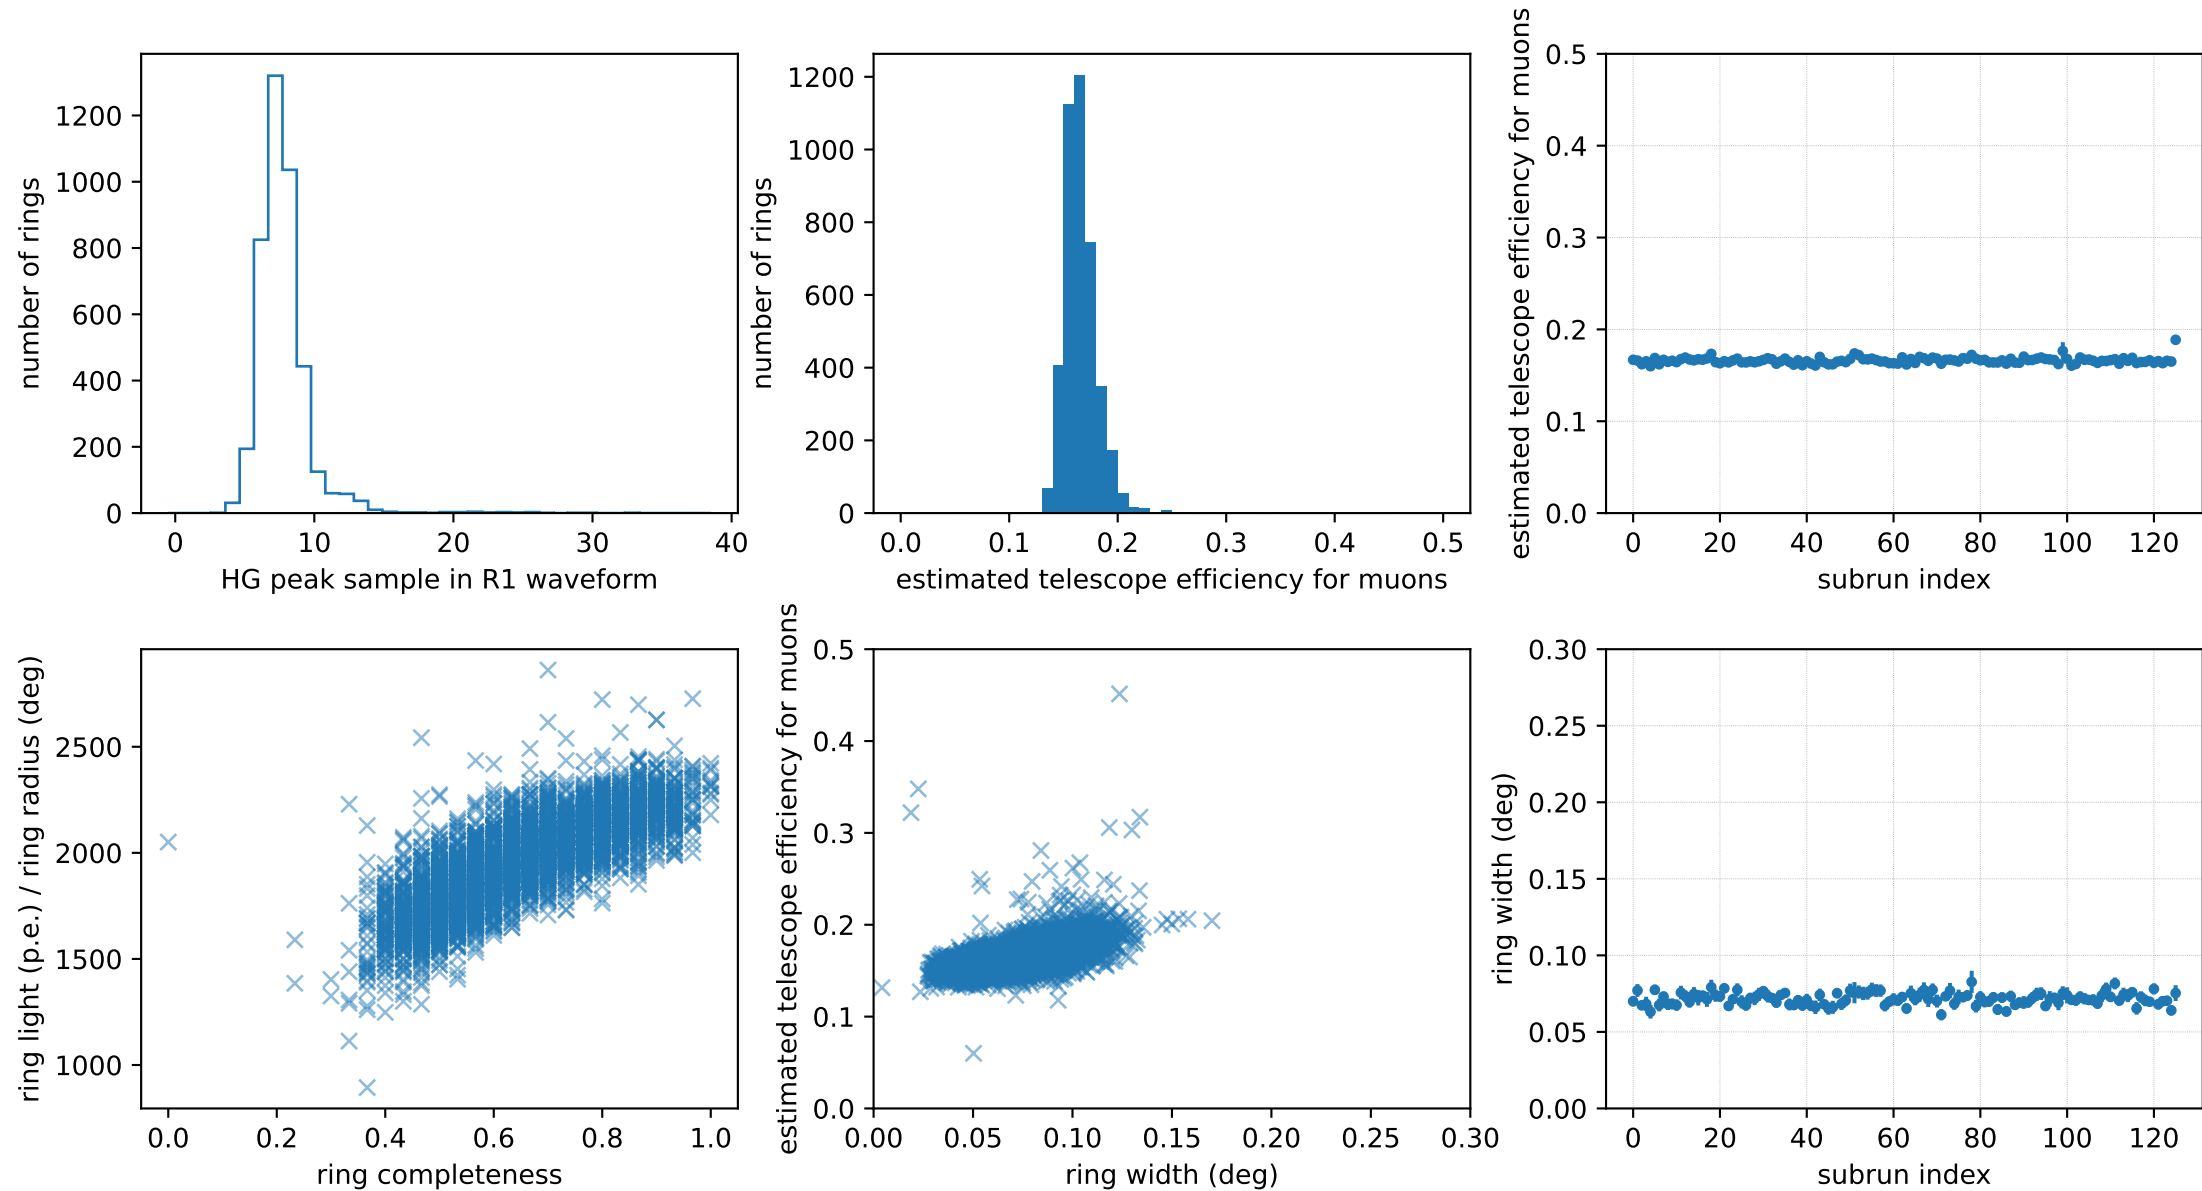 number of rings
1200
1000
800
600
400
200
0
0 10 20 30 40
HG peak sample in R1 waveform
number of rings
1200
1000
800
600
400
200
0
0.0 0.1 0.2 0.3 0.4 0.5
estimated telescope efficiency for muons
estimated telescope efficiency for muons
0.5
0.4
0.3
0.2
0.1
0.0
0 20 40 60 80 100 120
subrun index
ring light (p.e.) / ring radius (deg)
2500
2000
1500
1000
0.0 0.2 0.4 0.6 0.8 1.0
ring completeness
estimated telescope efficiency for muons
0.5
0.4
0.3
0.2
0.1
0.0
0.00 0.05 0.10 0.15 0.20 0.25 0.30
ring width (deg)
ring width (deg)
0.30
0.25
0.20
0.15
0.10
0.05
0.00
0 20 40 60 80 100 120
subrun index